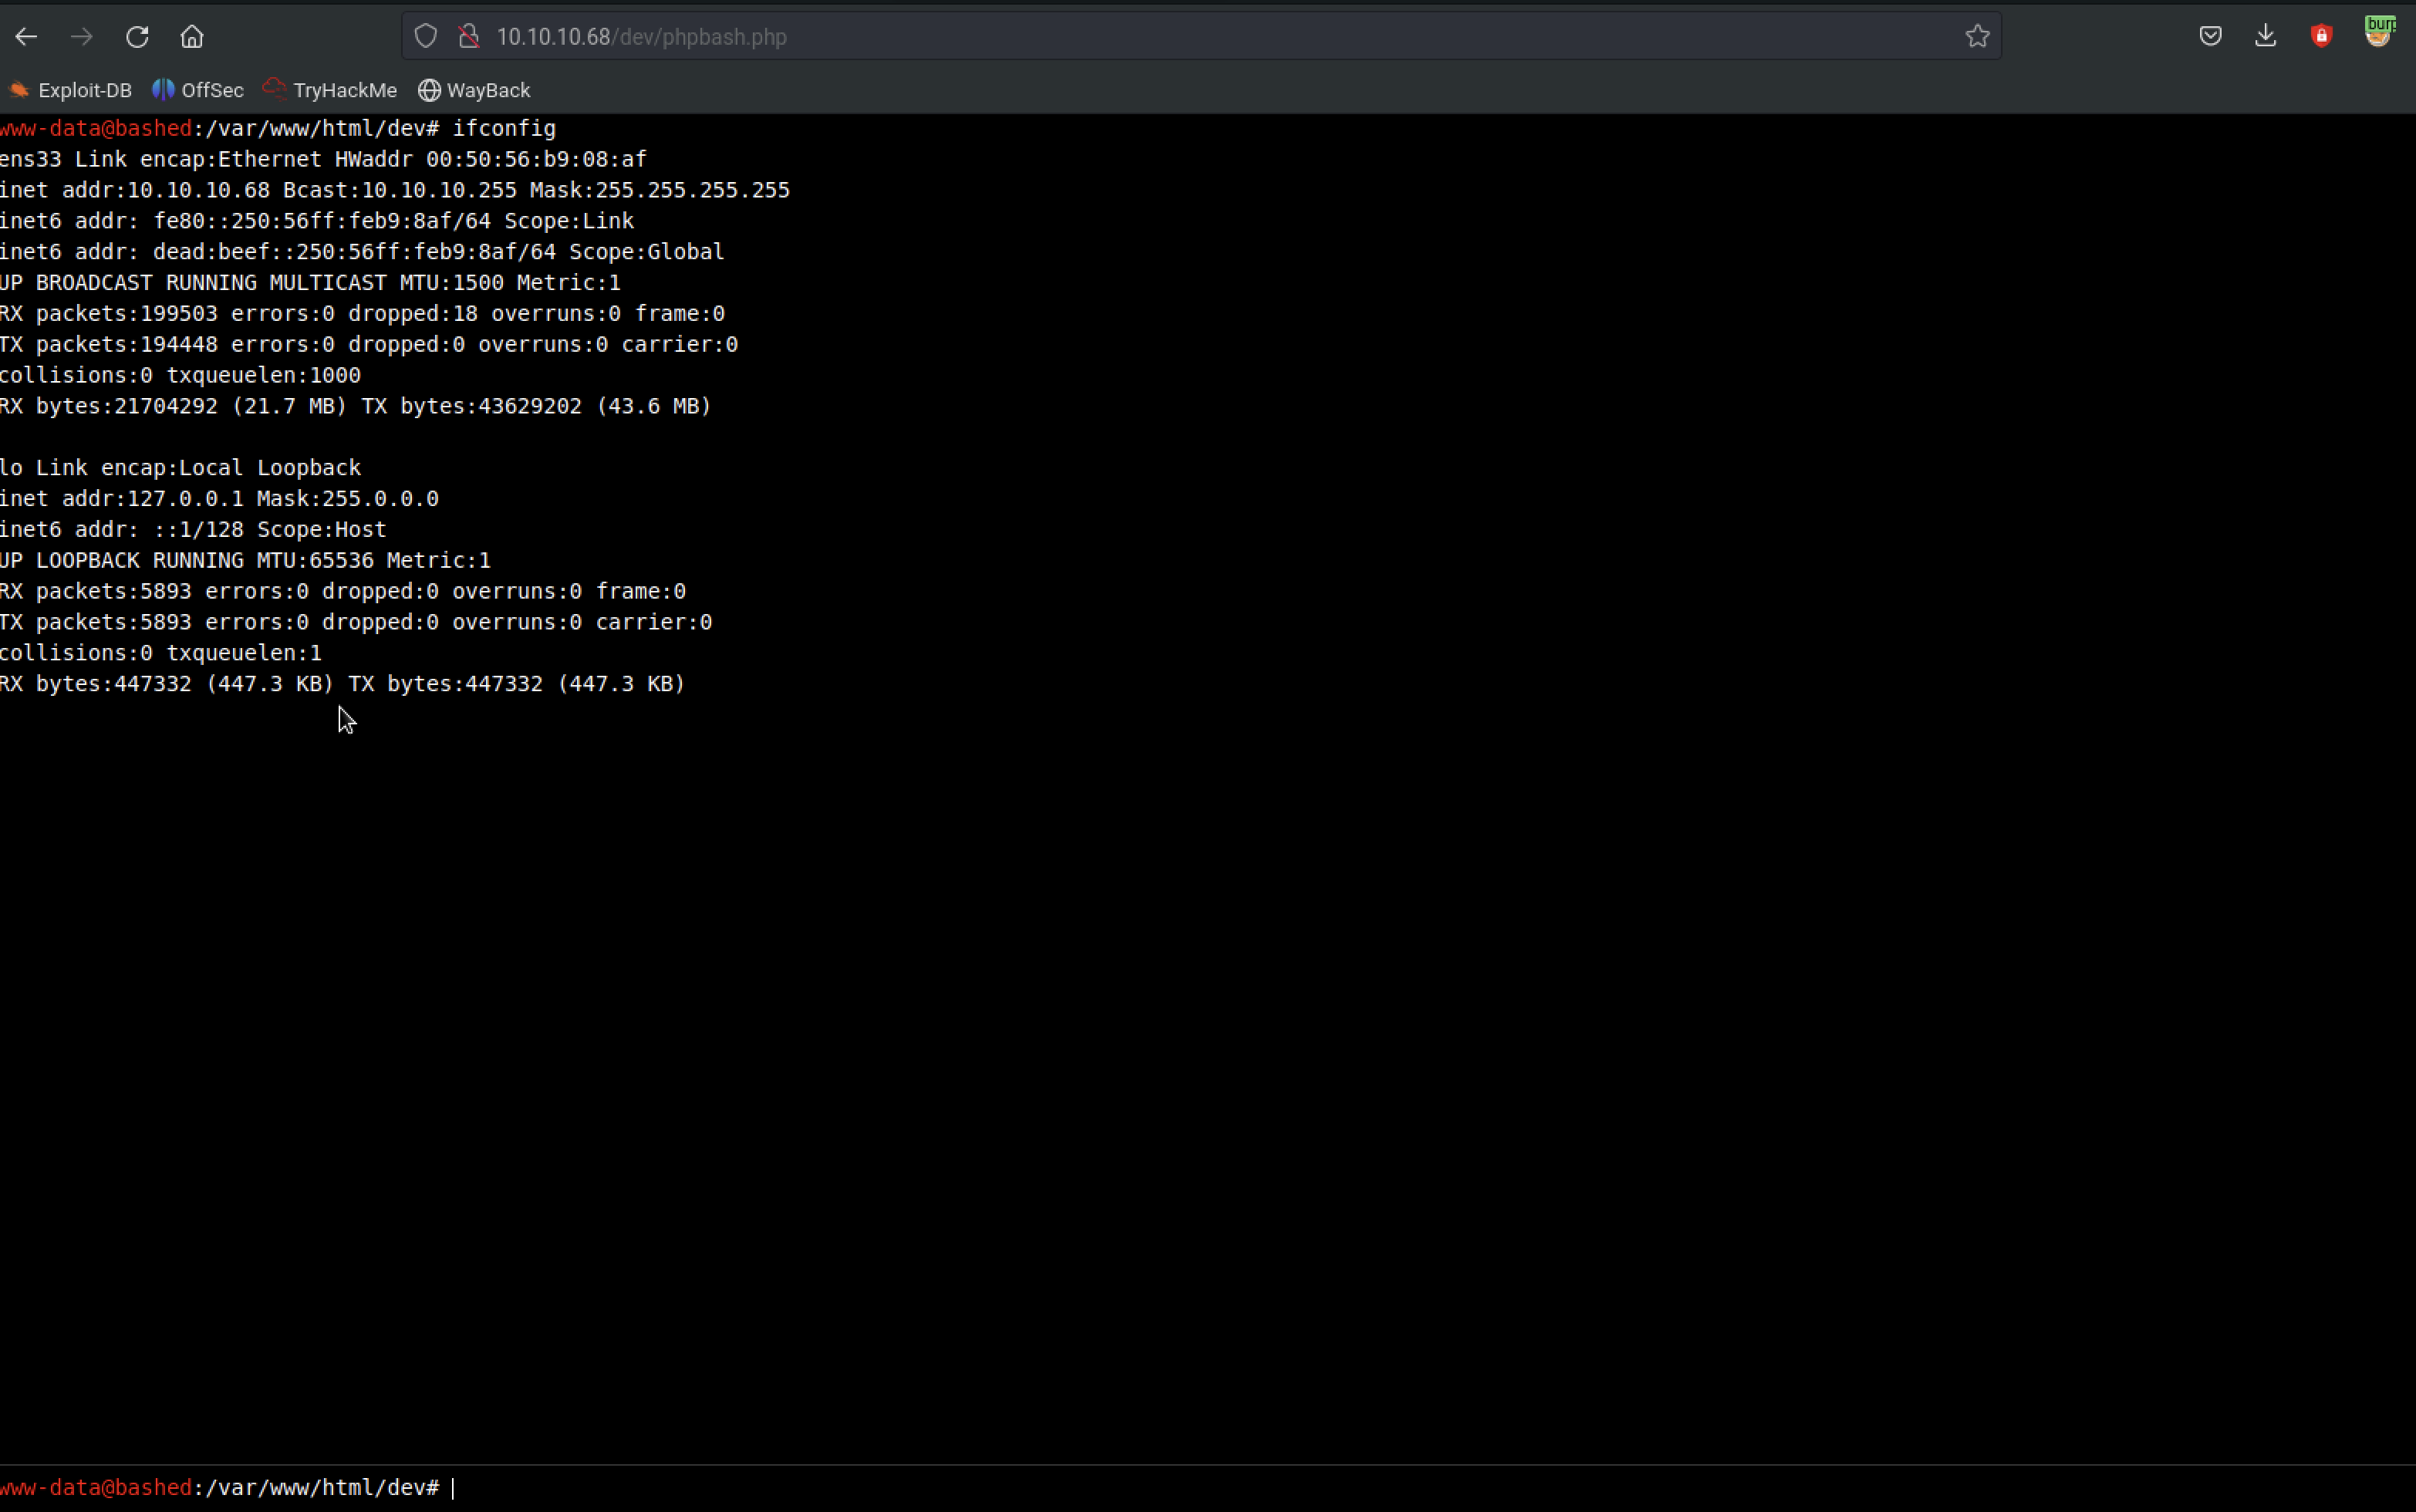 10.10.10.68/dev/phpbash.php
burp
Exploit-DB OffSec TryHackMe WayBack
www-data@bashed:/var/www/html/dev# ifconfig
ens33 Link encap:Ethernet HWaddr 00:50:56:b9:08:af
inet addr:10.10.10.68 Bcast:10.10.10.255 Mask:255.255.255.255
inet6 addr: fe80::250:56ff:feb9:8af/64 Scope:Link
inet6 addr: dead:beef::250:56ff:feb9:8af/64 Scope:Global
UP BROADCAST RUNNING MULTICAST MTU:1500 Metric:1
RX packets:199503 errors:0 dropped:18 overruns:0 frame:0
TX packets:194448 errors:0 dropped:0 overruns:0 carrier:0
collisions:0 txqueuelen:1000
RX bytes:21704292 (21.7 MB) TX bytes:43629202 (43.6 MB)
lo Link encap:Local Loopback
inet addr:127.0.0.1 Mask:255.0.0.0
inet6 addr: ::1/128 Scope:Host
UP LOOPBACK RUNNING MTU:65536 Metric:1
RX packets:5893 errors:0 dropped:0 overruns:0 frame:0
TX packets:5893 errors:0 dropped:0 overruns:0 carrier:0
collisions:0 txqueuelen:1
RX bytes:447332 (447.3 KB) TX bytes:447332 (447.3 KB)
www-data@bashed:/var/www/html/dev#